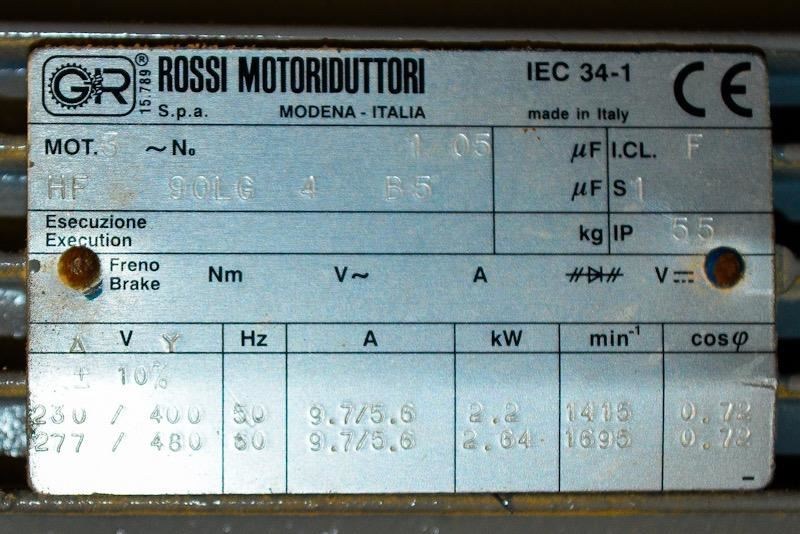 GR ® 15.789 ROSSI MOTORIDUTTORI IEC 34-1 CE
S.p.a. MODENA - ITALIA made in Italy
MOT. 3 ~ No 1 05 µF I.CL. F
HF 90LG 4 B5 µF S1
Esecuzione
Execution kg IP 55
Freno
Brake Nm V~ A V⎓
Δ V Y Hz A kW min⁻¹ cosφ
± 10%
230 / 400 50 9.7/5.6 2.2 1415 0.72
277 / 480 60 9.7/5.6 2.64 1695 0.72